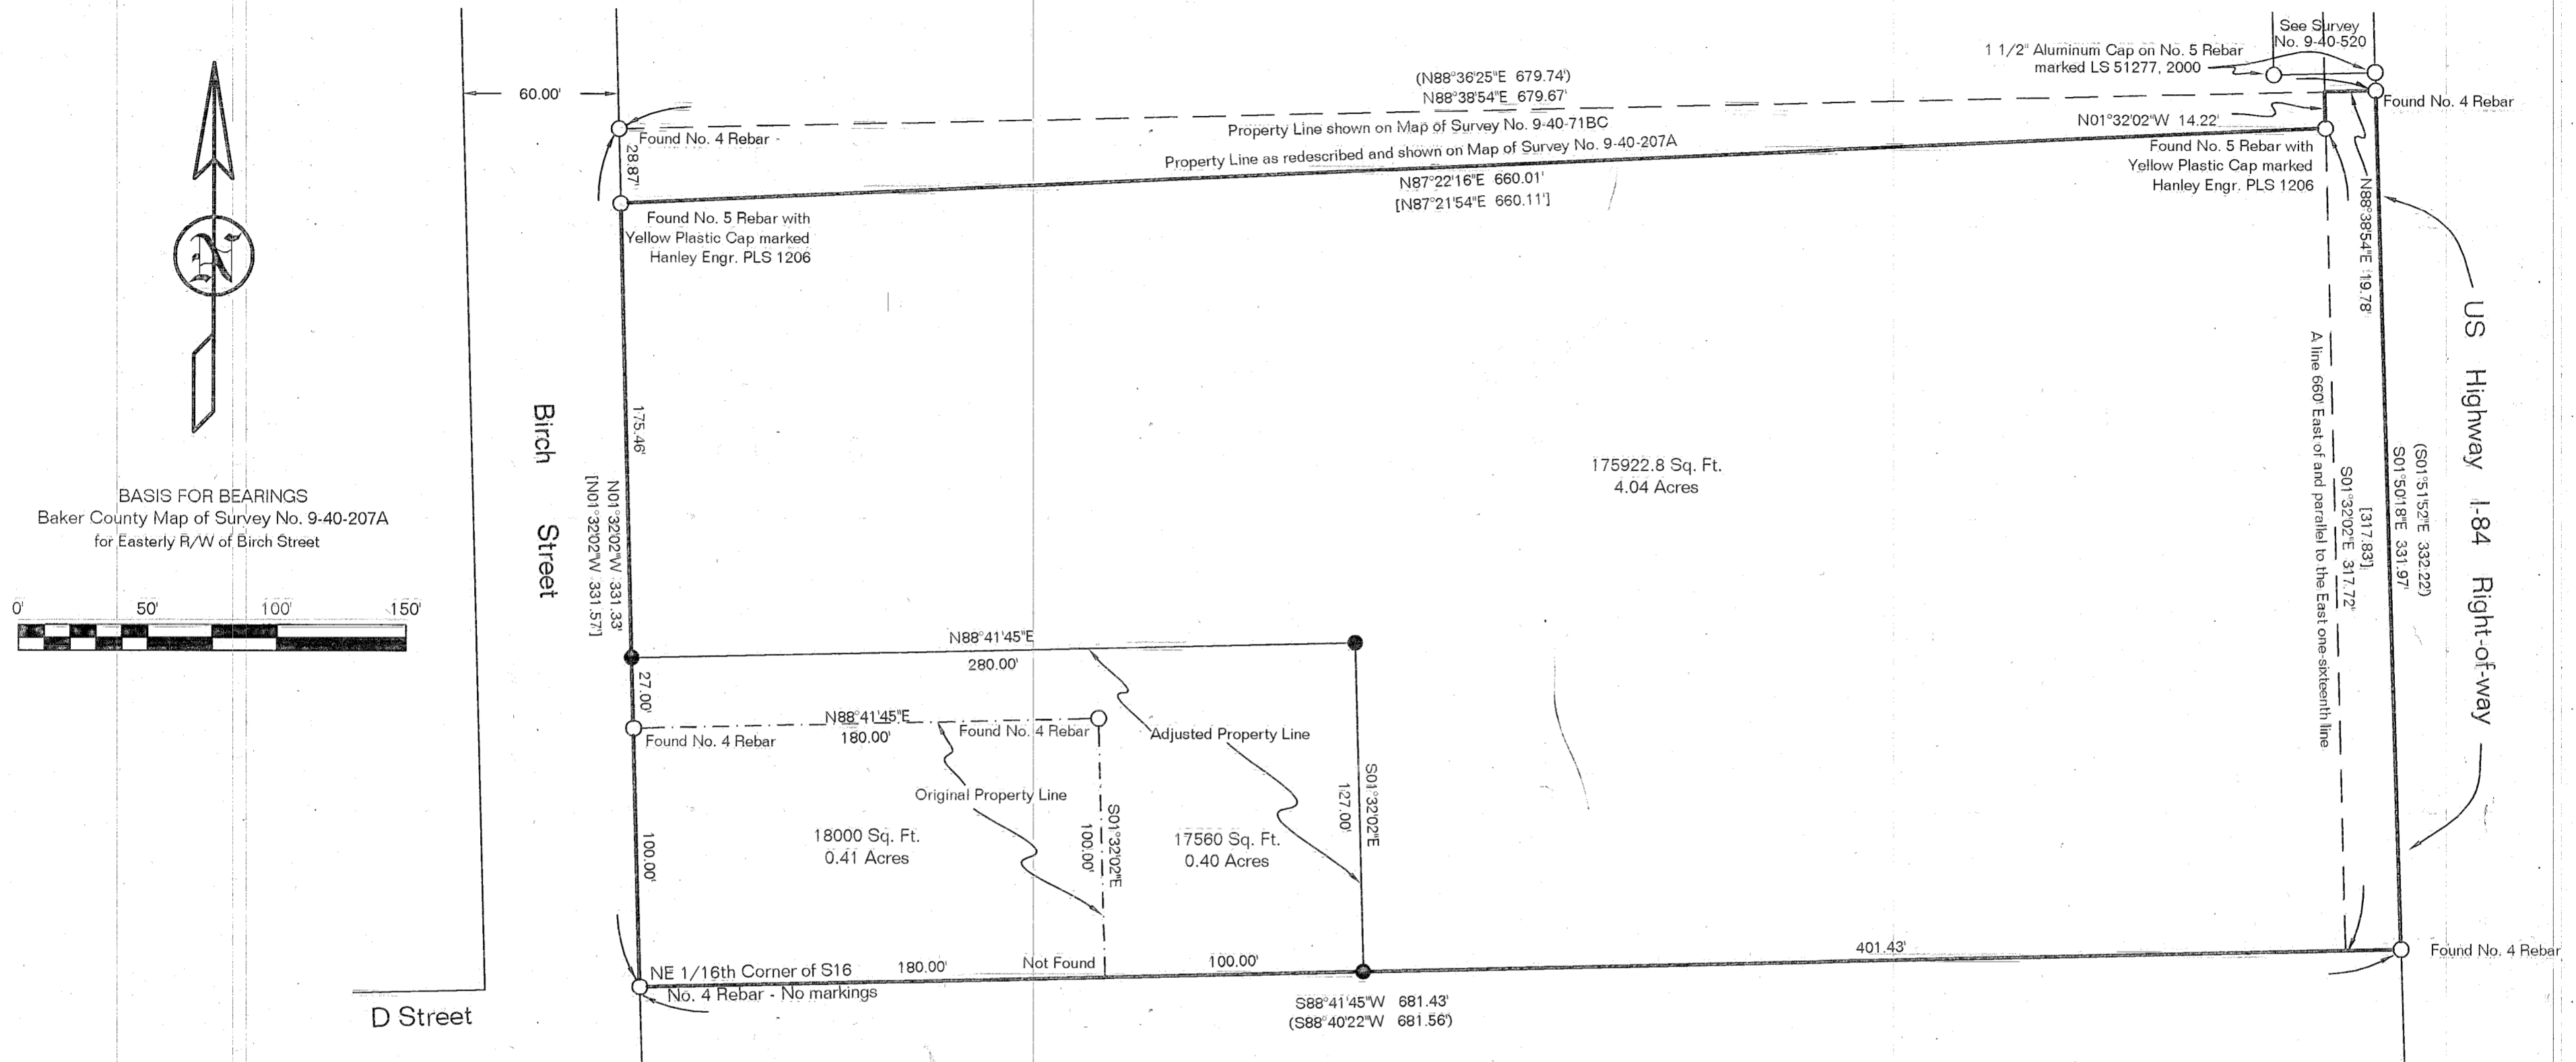 See Survey
No. 9-40-520
1 1/2" Aluminum Cap on No. 5 Rebar
marked LS 51277, 2000
(N88°36'25"E 679.74')
N88°38'54"E 679.67'
60.00'
Found No. 4 Rebar
Property Line shown on Map of Survey No. 9-40-71BC
N01°32'02"W 14.22'
Found No. 4 Rebar
28.87'
Property Line as redescribed and shown on Map of Survey No. 9-40-207A
N87°22'16"E 660.01'
[N87°21'54"E 660.11']
Found No. 5 Rebar with
Yellow Plastic Cap marked
Hanley Engr. PLS 1206
N88°38'54"E 19.78'
Found No. 5 Rebar with
Yellow Plastic Cap marked
Hanley Engr. PLS 1206
N
US Highway I-84 Right-of-way
A line 660' East of and parallel to the East one-sixteenth line
Birch Street
175.46'
N01°32'02"W 331.33'
[N01°32'02"W 331.57']
175922.8 Sq. Ft.
4.04 Acres
[317.83']
S01°32'02"E 317.72'
(S01°51'52"E 332.22')
S01°50'18"E 331.97'
BASIS FOR BEARINGS
Baker County Map of Survey No. 9-40-207A
for Easterly R/W of Birch Street
0' 50' 100' 150'
N88°41'45"E
280.00'
27.00'
N88°41'45"E
180.00'
Found No. 4 Rebar
Found No. 4 Rebar
Adjusted Property Line
Original Property Line
S01°32'02"E
127.00'
S01°32'02"E
100.00'
18000 Sq. Ft.
0.41 Acres
17560 Sq. Ft.
0.40 Acres
100.00'
NE 1/16th Corner of S16
No. 4 Rebar - No markings
180.00'
Not Found
100.00'
401.43'
Found No. 4 Rebar
S88°41'45"W 681.43'
(S88°40'22"W 681.56')
D Street